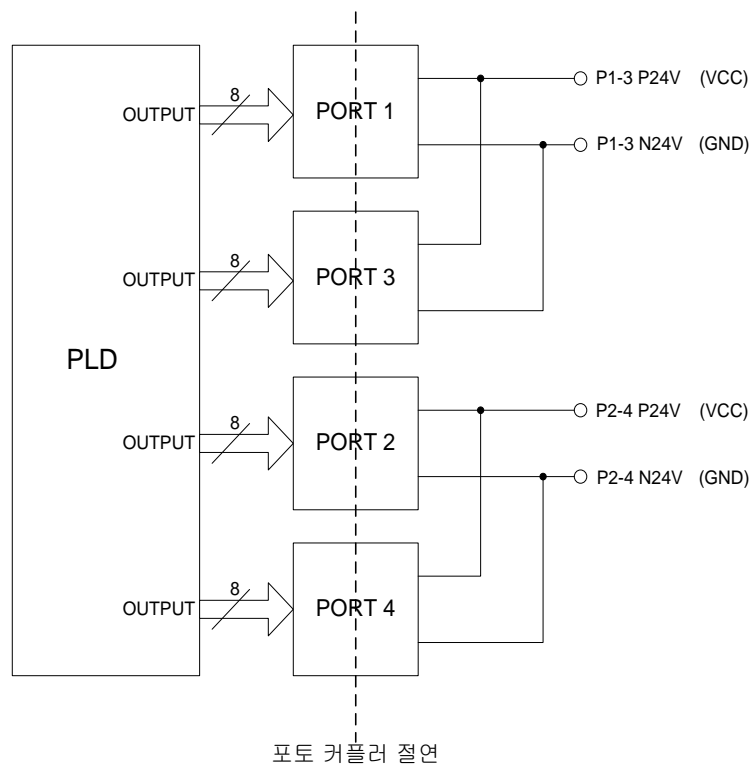 8
OUTPUT
PORT 1
P1-3 P24V (VCC)
P1-3 N24V (GND)
8
OUTPUT
PORT 3
PLD
8
OUTPUT
PORT 2
P2-4 P24V (VCC)
P2-4 N24V (GND)
8
OUTPUT
PORT 4
포토 커플러 절연